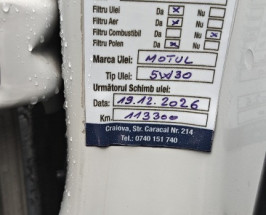 Filtru Ulei Da x Nu
Filtru Aer Da x Nu
Filtru Combustibil Da Nu x
Filtru Polen Da x Nu
Marca Ulei: MOTUL
Tip Ulei: 5W30
Următorul Schimb ulei:
Data: 19.12.2026
Km. 113300
Craiova, Str. Caracal Nr. 214
Tel.: 0740 151 740